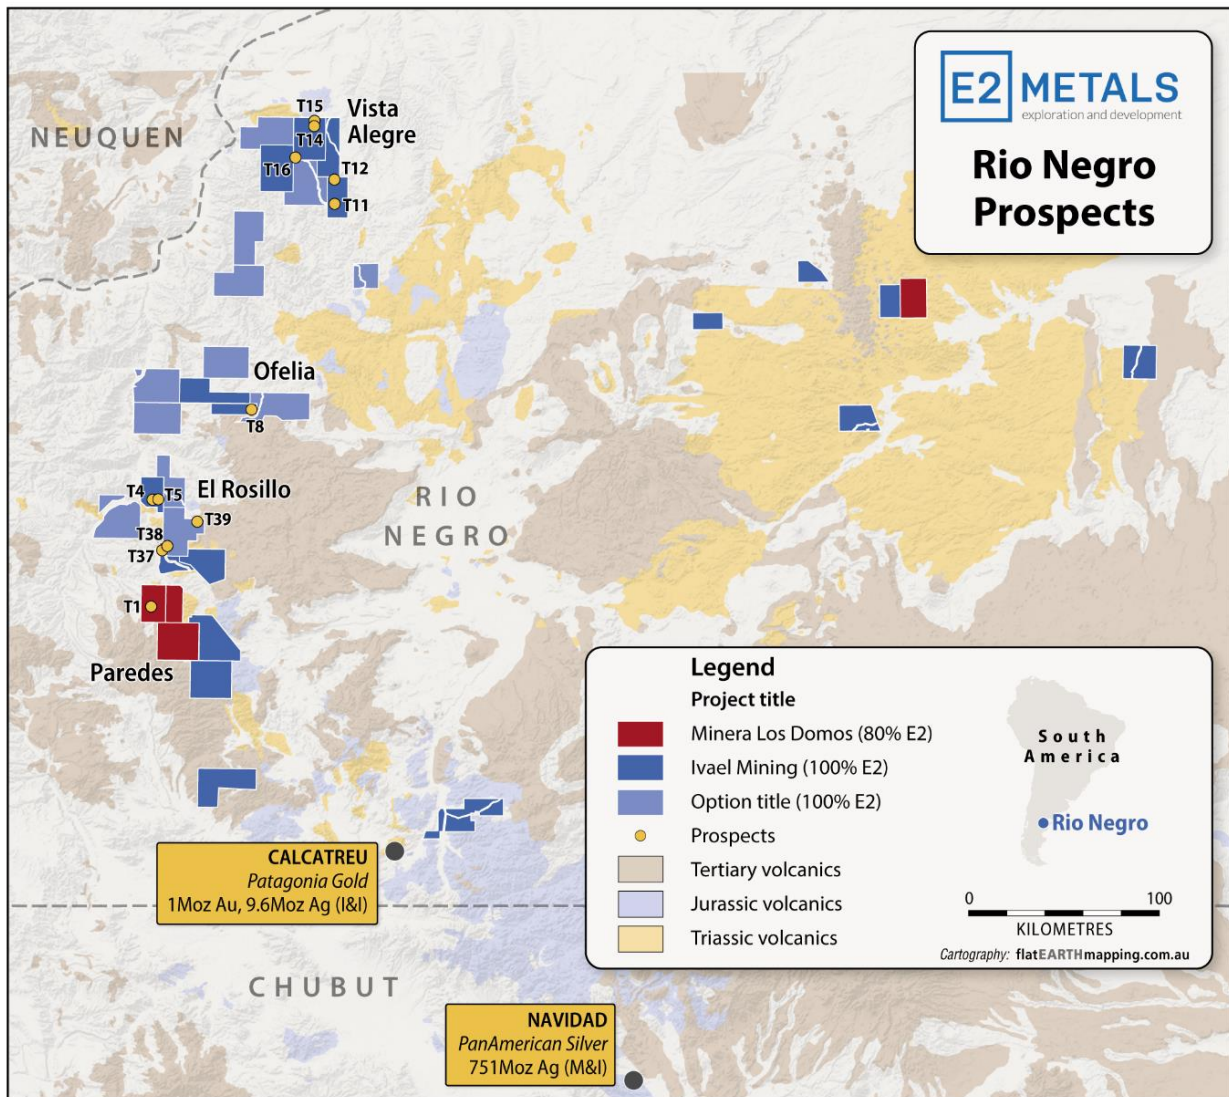 E2 METALS
exploration and development
Rio Negro
Prospects
NEUQUEN
T15
Vista
Alegre
T14
T16
T12
T11
Ofelia
T8
T4
T5
El Rosillo
T39
T38
T37
RIO
NEGRO
T1
Paredes
CALCATREU
Patagonia Gold
1Moz Au, 9.6Moz Ag (I&I)
CHUBUT
NAVIDAD
PanAmerican Silver
751Moz Ag (M&I)
Legend
Project title
Minera Los Domos (80% E2)
Ivael Mining (100% E2)
Option title (100% E2)
Prospects
Tertiary volcanics
Jurassic volcanics
Triassic volcanics
South
America
Rio Negro
0 100
KILOMETRES
Cartography: flatEARTHmapping.com.au